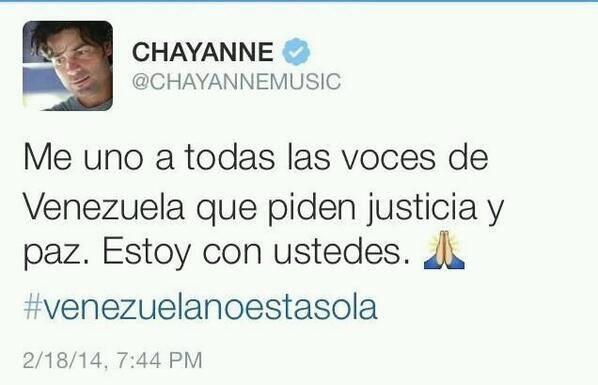 CHAYANNE
@CHAYANNEMUSIC
Me uno a todas las voces de
Venezuela que piden justicia y
paz. Estoy con ustedes. 🙏
#venezuelanoestasola
2/18/14, 7:44 PM